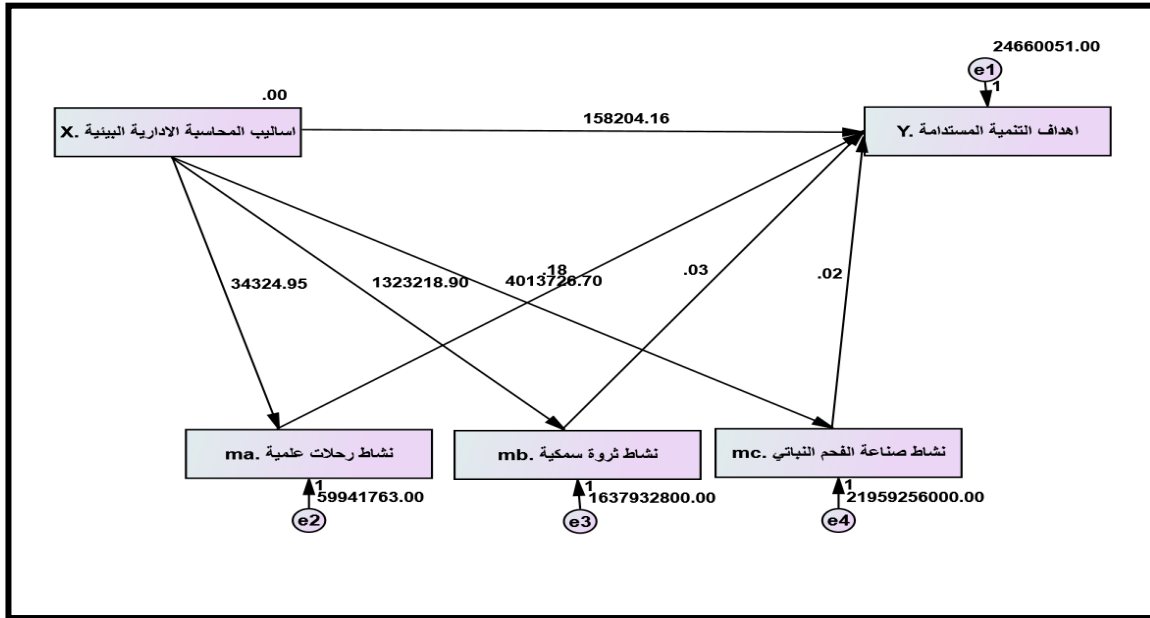 24660051.00
e1
1
.00
X. اساليب المحاسبة الادارية البيئية
158204.16
Y. اهداف التنمية المستدامة
34324.95
1323218.90
.18
4013726.70
.03
.02
ma. نشاط رحلات علمية
mb. نشاط ثروة سمكية
mc. نشاط صناعة الفحم النباتي
1
59941763.00
1
1637932800.00
1
21959256000.00
e2
e3
e4